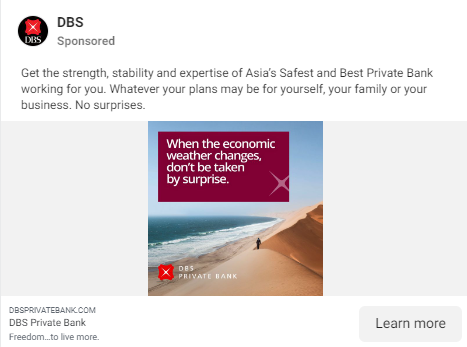 DBS
DBS
Sponsored
Get the strength, stability and expertise of Asia's Safest and Best Private Bank
working for you. Whatever your plans may be for yourself, your family or your
business. No surprises.
When the economic
weather changes,
don't be taken
by surprise.
DBS
PRIVATE BANK
DBSPRIVATEBANK.COM
DBS Private Bank
Freedom...to live more.
Learn more